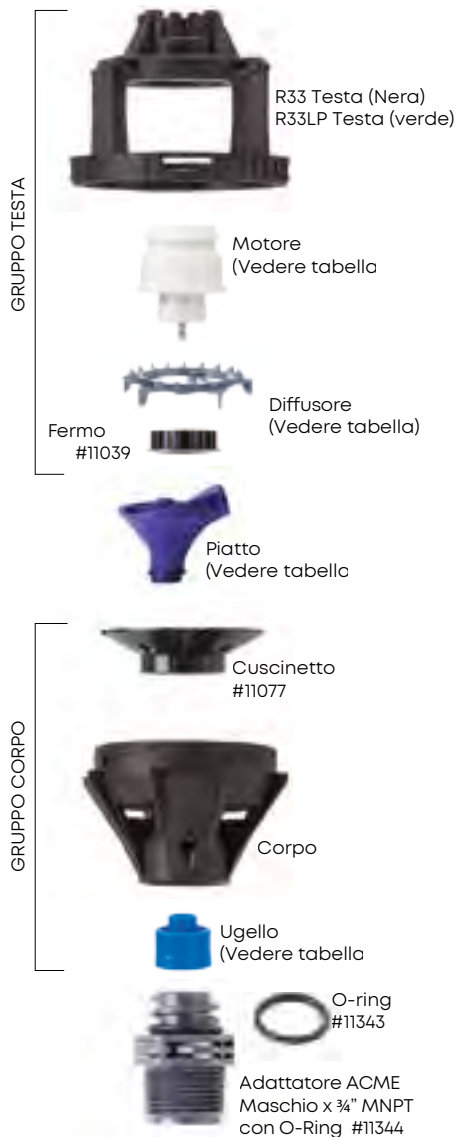 GRUPPO TESTA
R33 Testa (Nera)
R33LP Testa (verde)
Motore
(Vedere tabella
Diffusore
(Vedere tabella)
Fermo
#11039
Piatto
(Vedere tabella
GRUPPO CORPO
Cuscinetto
#11077
Corpo
Ugello
(Vedere tabella
O-ring
#11343
Adattatore ACME
Maschio x ¾” MNPT
con O-Ring #11344